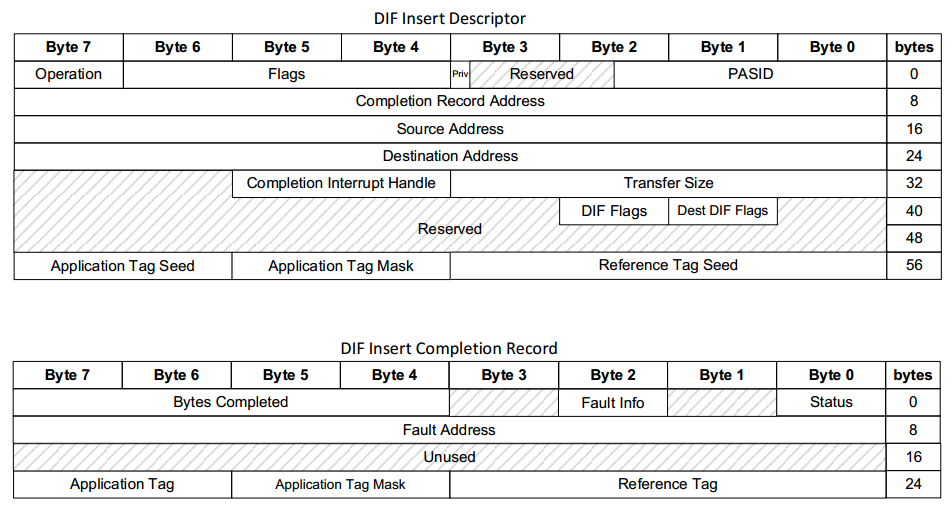 DIF Insert Descriptor
Byte 7 Byte 6 Byte 5 Byte 4 Byte 3 Byte 2 Byte 1 Byte 0 bytes
Operation Flags Priv Reserved PASID 0
Completion Record Address 8
Source Address 16
Destination Address 24
Completion Interrupt Handle Transfer Size 32
DIF Flags Dest DIF Flags 40
Reserved
48
Application Tag Seed Application Tag Mask Reference Tag Seed 56
DIF Insert Completion Record
Byte 7 Byte 6 Byte 5 Byte 4 Byte 3 Byte 2 Byte 1 Byte 0 bytes
Bytes Completed Fault Info Status 0
Fault Address 8
Unused 16
Application Tag Application Tag Mask Reference Tag 24